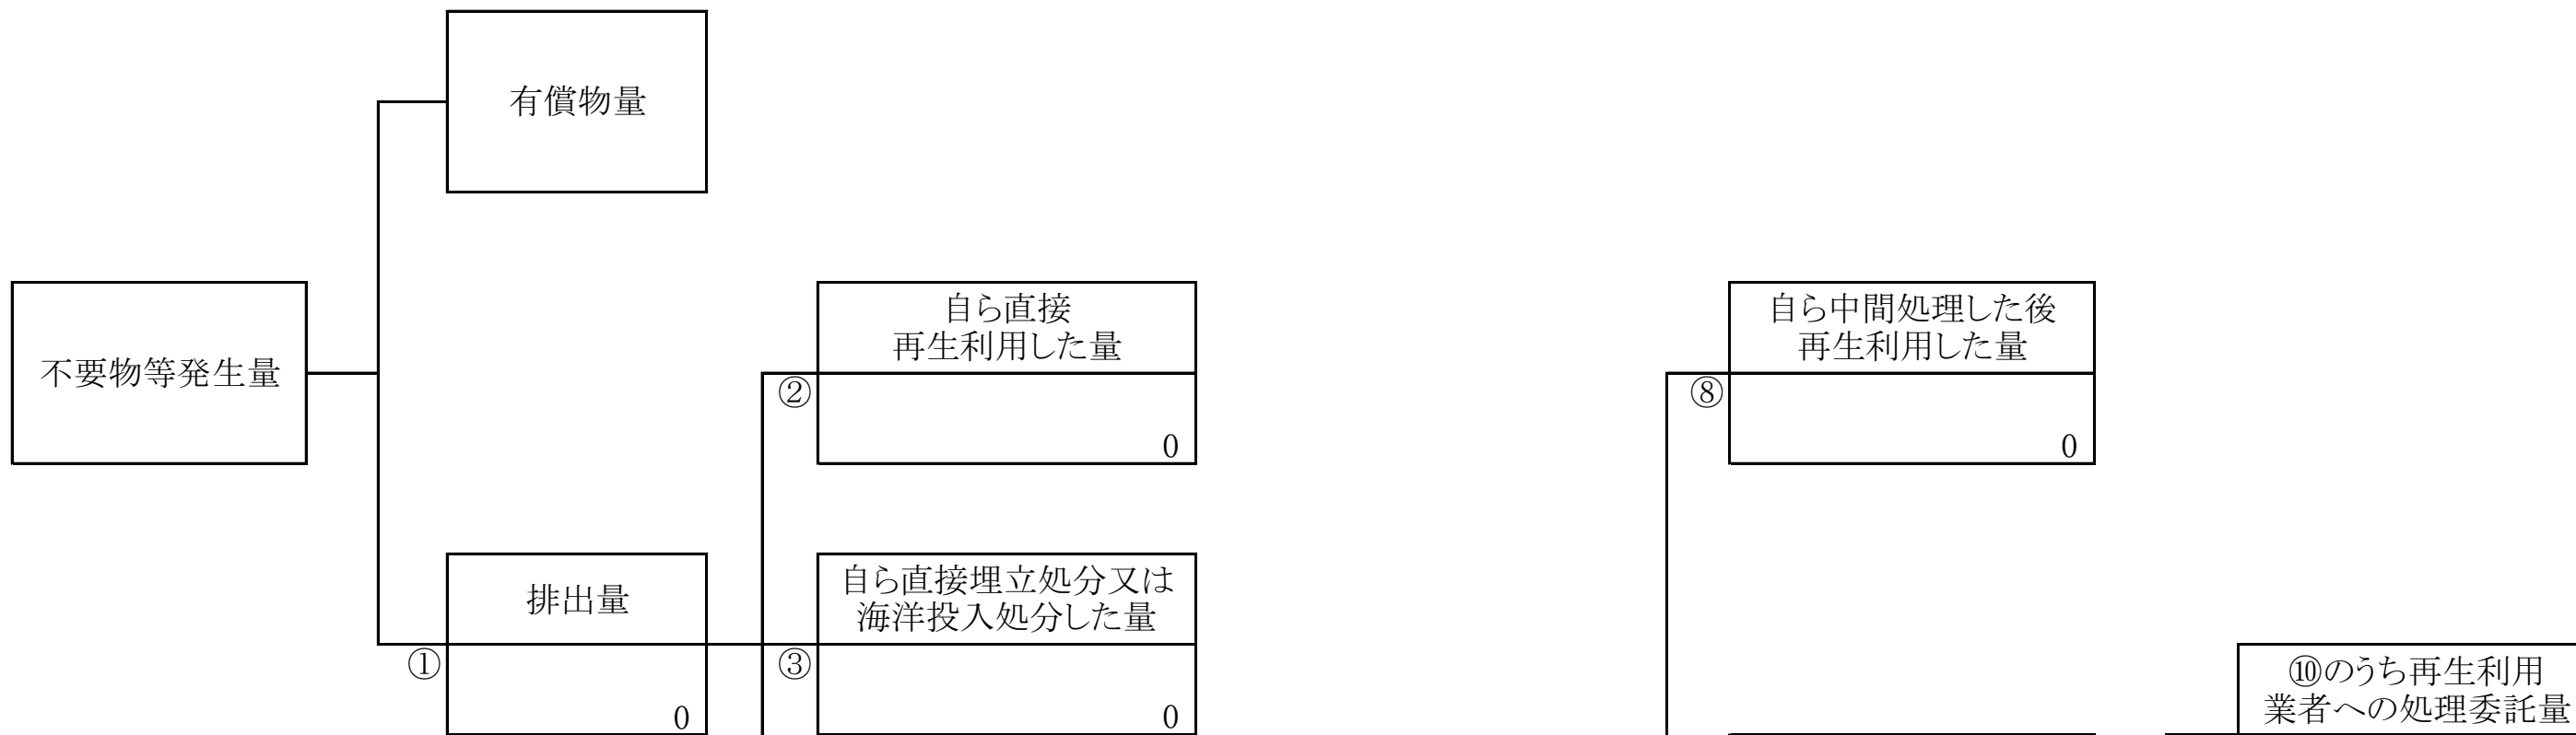 有償物量
不要物等発生量
自ら直接
再生利用した量
②
0
自ら中間処理した後
再生利用した量
⑧
0
排出量
①
0
自ら直接埋立処分又は
海洋投入処分した量
③
0
⑩のうち再生利用
業者への処理委託量